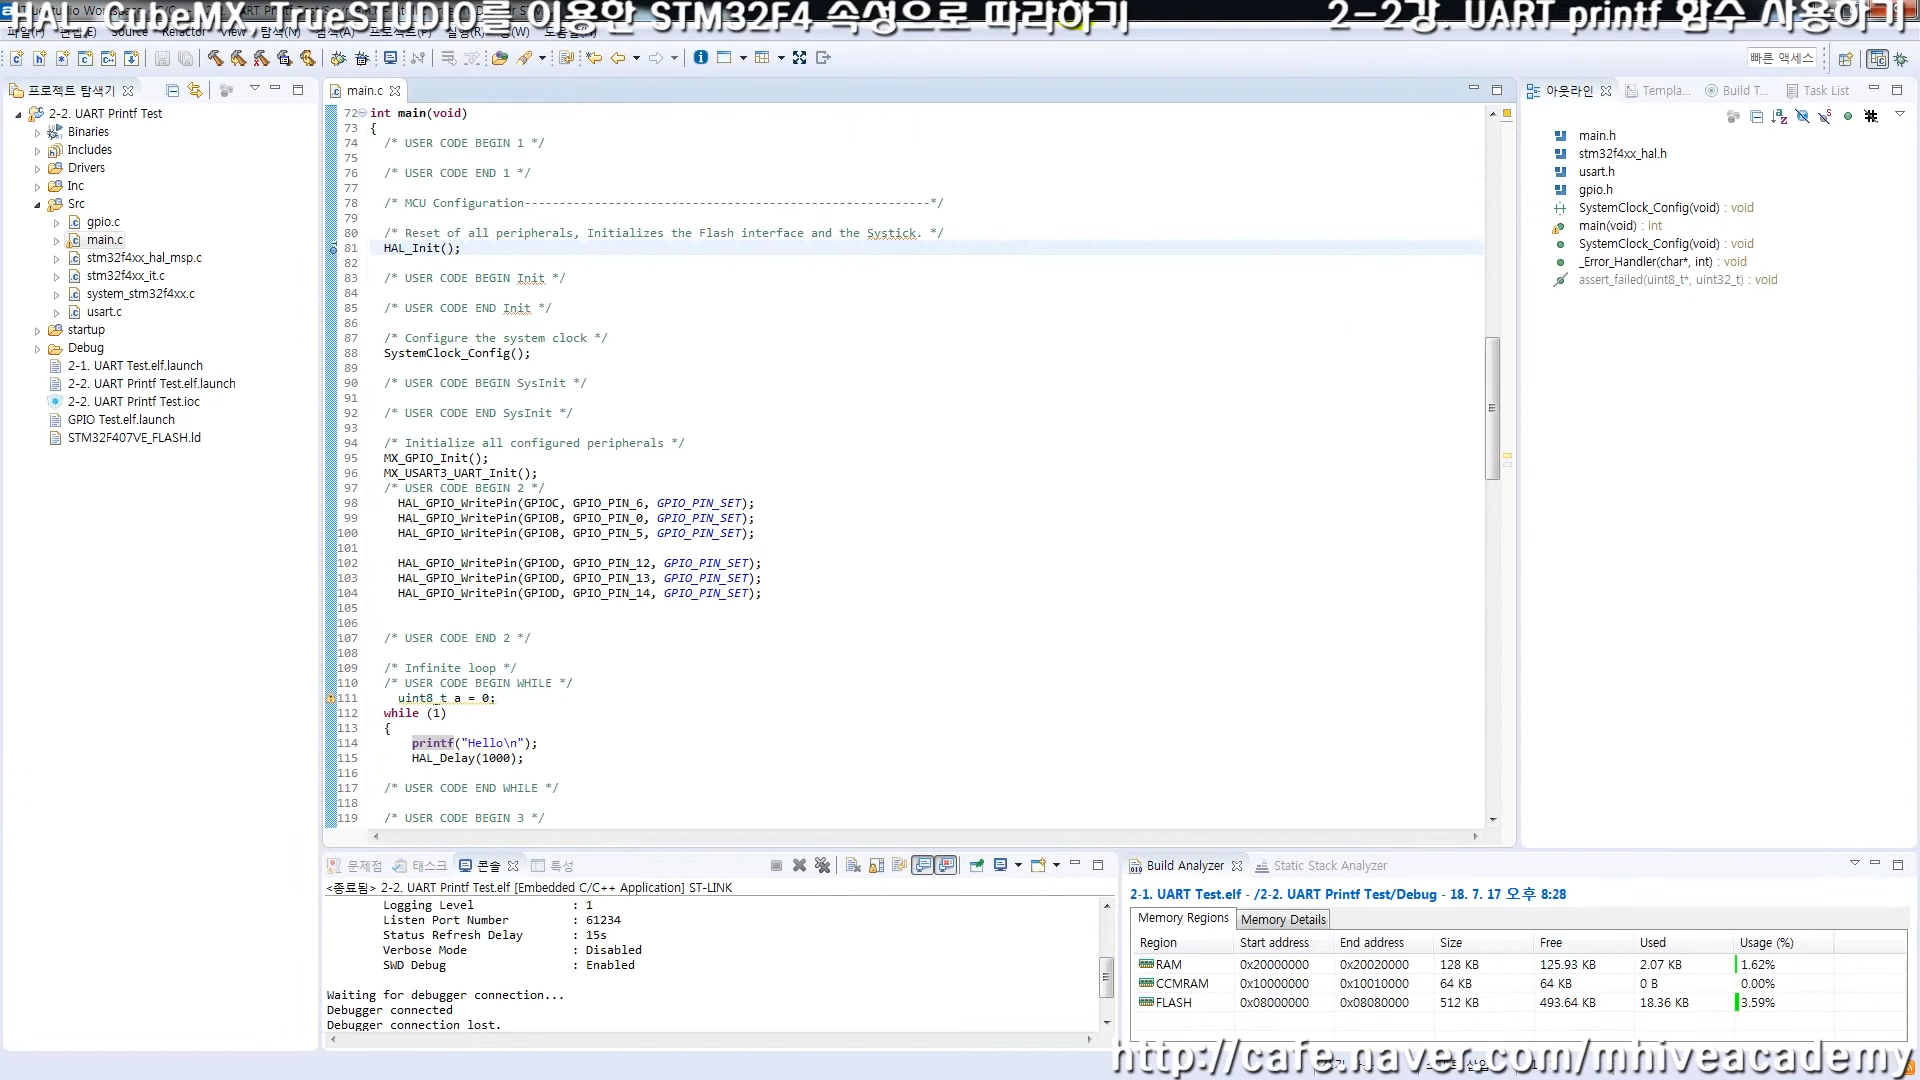 HAL, CubeMX, TrueSTUDIO를 이용한 STM32F4 속성으로 따라하기
2-2강. UART printf 함수 사용하기
Source Refactor View
빠른 액세스
프로젝트 탐색기
2-2. UART Printf Test
Binaries
Includes
Drivers
Inc
Src
gpio.c
main.c
stm32f4xx_hal_msp.c
stm32f4xx_it.c
system_stm32f4xx.c
usart.c
startup
Debug
2-1. UART Test.elf.launch
2-2. UART Printf Test.elf.launch
2-2. UART Printf Test.ioc
GPIO Test.elf.launch
STM32F407VE_FLASH.ld
main.c
72 int main(void)
73 {
74 /* USER CODE BEGIN 1 */
75
76 /* USER CODE END 1 */
77
78 /* MCU Configuration----------------------------------------------------------*/
79
80 /* Reset of all peripherals, Initializes the Flash interface and the Systick. */
81 HAL_Init();
82
83 /* USER CODE BEGIN Init */
84
85 /* USER CODE END Init */
86
87 /* Configure the system clock */
88 SystemClock_Config();
89
90 /* USER CODE BEGIN SysInit */
91
92 /* USER CODE END SysInit */
93
94 /* Initialize all configured peripherals */
95 MX_GPIO_Init();
96 MX_USART3_UART_Init();
97 /* USER CODE BEGIN 2 */
98 HAL_GPIO_WritePin(GPIOC, GPIO_PIN_6, GPIO_PIN_SET);
99 HAL_GPIO_WritePin(GPIOB, GPIO_PIN_0, GPIO_PIN_SET);
100 HAL_GPIO_WritePin(GPIOB, GPIO_PIN_5, GPIO_PIN_SET);
101
102 HAL_GPIO_WritePin(GPIOD, GPIO_PIN_12, GPIO_PIN_SET);
103 HAL_GPIO_WritePin(GPIOD, GPIO_PIN_13, GPIO_PIN_SET);
104 HAL_GPIO_WritePin(GPIOD, GPIO_PIN_14, GPIO_PIN_SET);
105
106
107 /* USER CODE END 2 */
108
109 /* Infinite loop */
110 /* USER CODE BEGIN WHILE */
111 uint8_t a = 0;
112 while (1)
113 {
114 printf("Hello\n");
115 HAL_Delay(1000);
116
117 /* USER CODE END WHILE */
118
119 /* USER CODE BEGIN 3 */
아웃라인 Templa... Build T... Task List
main.h
stm32f4xx_hal.h
usart.h
gpio.h
SystemClock_Config(void) : void
main(void) : int
SystemClock_Config(void) : void
_Error_Handler(char*, int) : void
assert_failed(uint8_t*, uint32_t) : void
문제점 태스크 콘솔 특성
<종료됨> 2-2. UART Printf Test.elf [Embedded C/C++ Application] ST-LINK
Logging Level : 1
Listen Port Number : 61234
Status Refresh Delay : 15s
Verbose Mode : Disabled
SWD Debug : Enabled
Waiting for debugger connection...
Debugger connected
Debugger connection lost.
Build Analyzer Static Stack Analyzer
2-1. UART Test.elf - /2-2. UART Printf Test/Debug - 18. 7. 17 오후 8:28
Memory Regions Memory Details
Region Start address End address Size Free Used Usage (%)
RAM 0x20000000 0x20020000 128 KB 125.93 KB 2.07 KB 1.62%
CCMRAM 0x10000000 0x10010000 64 KB 64 KB 0 B 0.00%
FLASH 0x08000000 0x08080000 512 KB 493.64 KB 18.36 KB 3.59%
http://cafe.naver.com/mhiveacademy